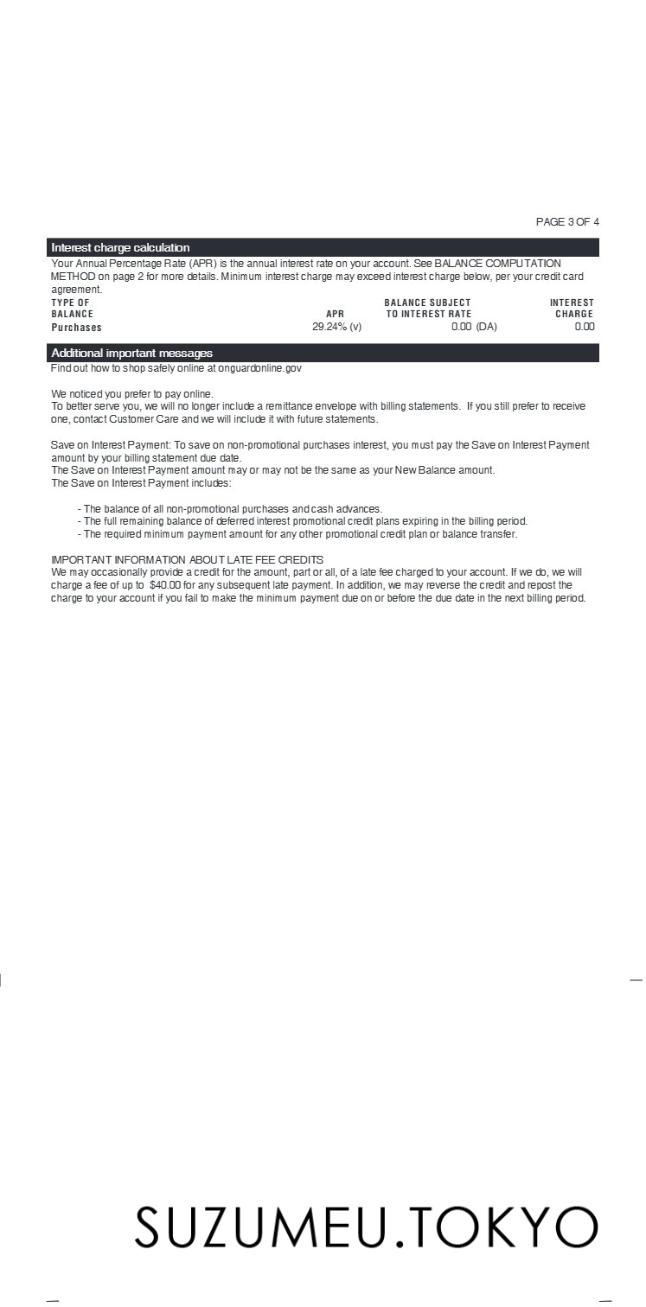 PAGE 3 OF 4
Interest charge calculation
Your Annual Percentage Rate (APR) is the annual interest rate on your account. See BALANCE COMPUTATION
METHOD on page 2 for more details. Minimum interest charge may exceed interest charge below, per your credit card
agreement.
TYPE OF BALANCE SUBJECT INTEREST
BALANCE APR TO INTEREST RATE CHARGE
Purchases 29.24% (v) 0.00 (DA) 0.00
Additional important messages
Find out how to shop safely online at onguardonline.gov
We noticed you prefer to pay online.
To better serve you, we will no longer include a remittance envelope with billing statements. If you still prefer to receive
one, contact Customer Care and we will include it with future statements.
Save on Interest Payment: To save on non-promotional purchases interest, you must pay the Save on Interest Payment
amount by your billing statement due date.
The Save on Interest Payment amount may or may not be the same as your New Balance amount.
The Save on Interest Payment includes:
- The balance of all non-promotional purchases and cash advances.
- The full remaining balance of deferred interest promotional credit plans expiring in the billing period.
- The required minimum payment amount for any other promotional credit plan or balance transfer.
IMPORTANT INFORMATION ABOUT LATE FEE CREDITS
We may occasionally provide a credit for the amount, part or all, of a late fee charged to your account. If we do, we will
charge a fee of up to $40.00 for any subsequent late payment. In addition, we may reverse the credit and repost the
charge to your account if you fail to make the minimum payment due on or before the due date in the next billing period.
SUZUMEU.TOKYO